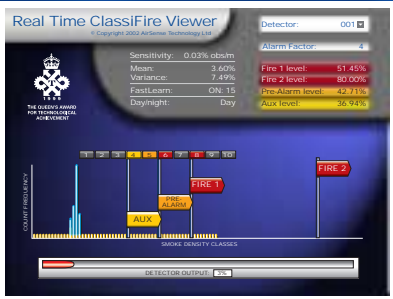 Real Time ClassiFire Viewer
© Copyright 2002 AirSense Technology Ltd
Detector: 001
Alarm Factor: 4
Sensitivity: 0.03% obs/m
Mean: 3.60%
Variance: 7.49%
FastLearn: ON: 15
Day/night: Day
Fire 1 level: 51.45%
Fire 2 level: 80.00%
Pre-Alarm level: 42.71%
Aux level: 36.94%
1999
THE QUEEN'S AWARD
FOR TECHNOLOGICAL
ACHIEVEMENT
1 2 3 4 5 6 7 8 9 10
FIRE 2
FIRE 1
PRE-
ALARM
AUX
COUNT FREQUENCY
SMOKE DENSITY CLASSES
DETECTOR OUTPUT: 3%